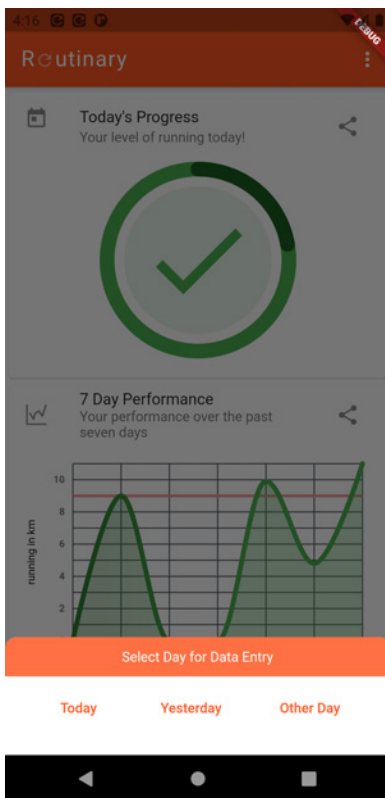 4:16
DEBUG
Routinary
Today's Progress
Your level of running today!
7 Day Performance
Your performance over the past
seven days
running in km
10
8
6
4
2
Select Day for Data Entry
Today
Yesterday
Other Day